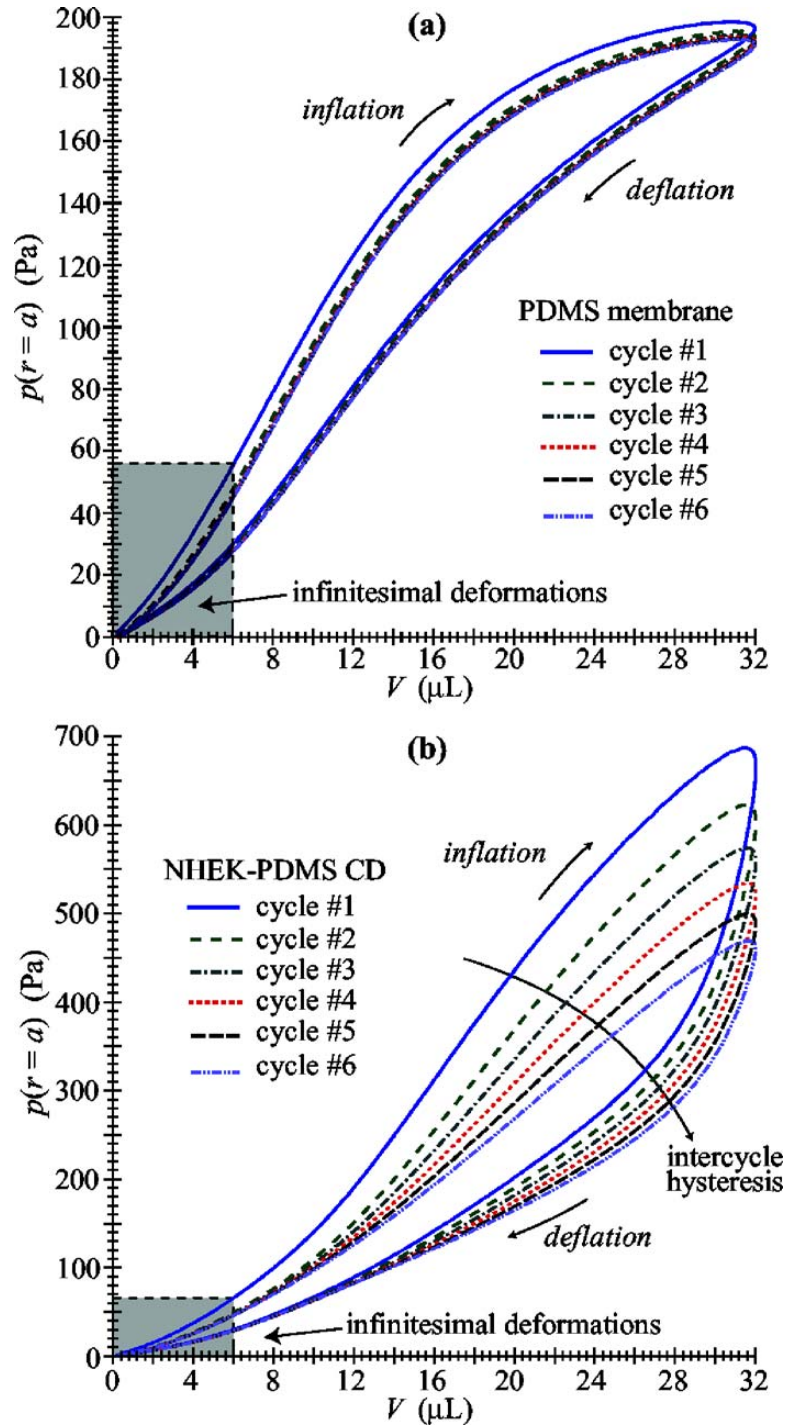 (a)
200
180
160
140
120
100
80
60
40
20
0
p(r = a) (Pa)
inflation
deflation
PDMS membrane
cycle #1
cycle #2
cycle #3
cycle #4
cycle #5
cycle #6
infinitesimal deformations
0 4 8 12 16 20 24 28 32
V (μL)
(b)
700
600
500
400
300
200
100
0
p(r = a) (Pa)
inflation
NHEK-PDMS CD
cycle #1
cycle #2
cycle #3
cycle #4
cycle #5
cycle #6
intercycle
hysteresis
deflation
infinitesimal deformations
0 4 8 12 16 20 24 28 32
V (μL)